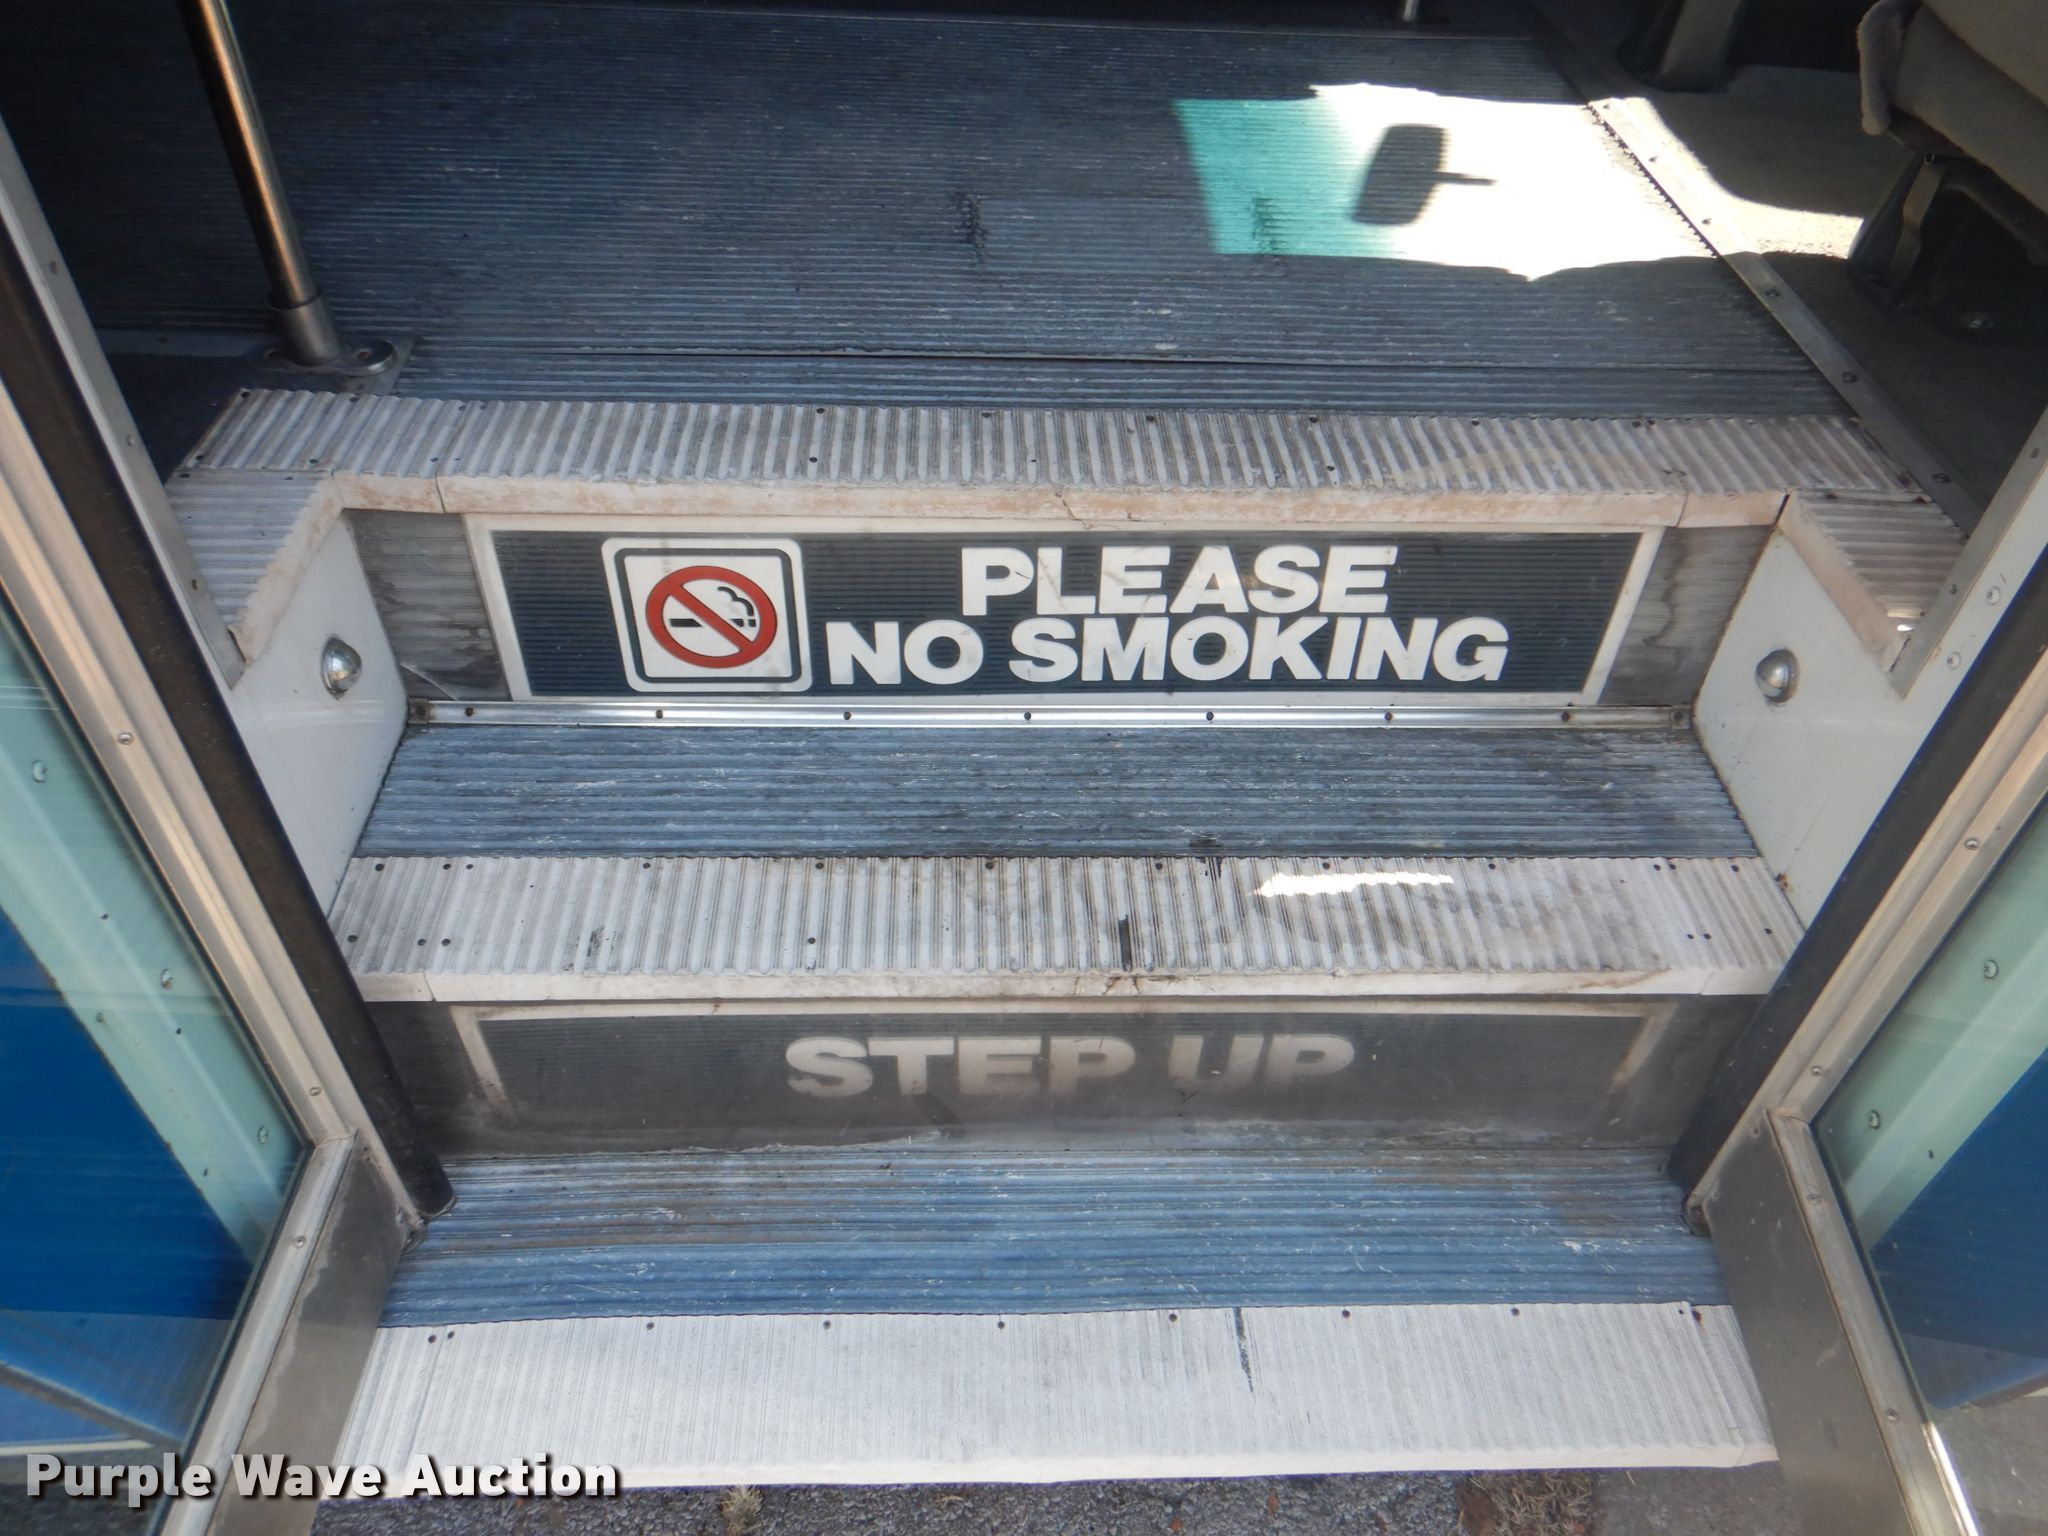 PLEASE
NO SMOKING
STEP UP
Purple Wave Auction